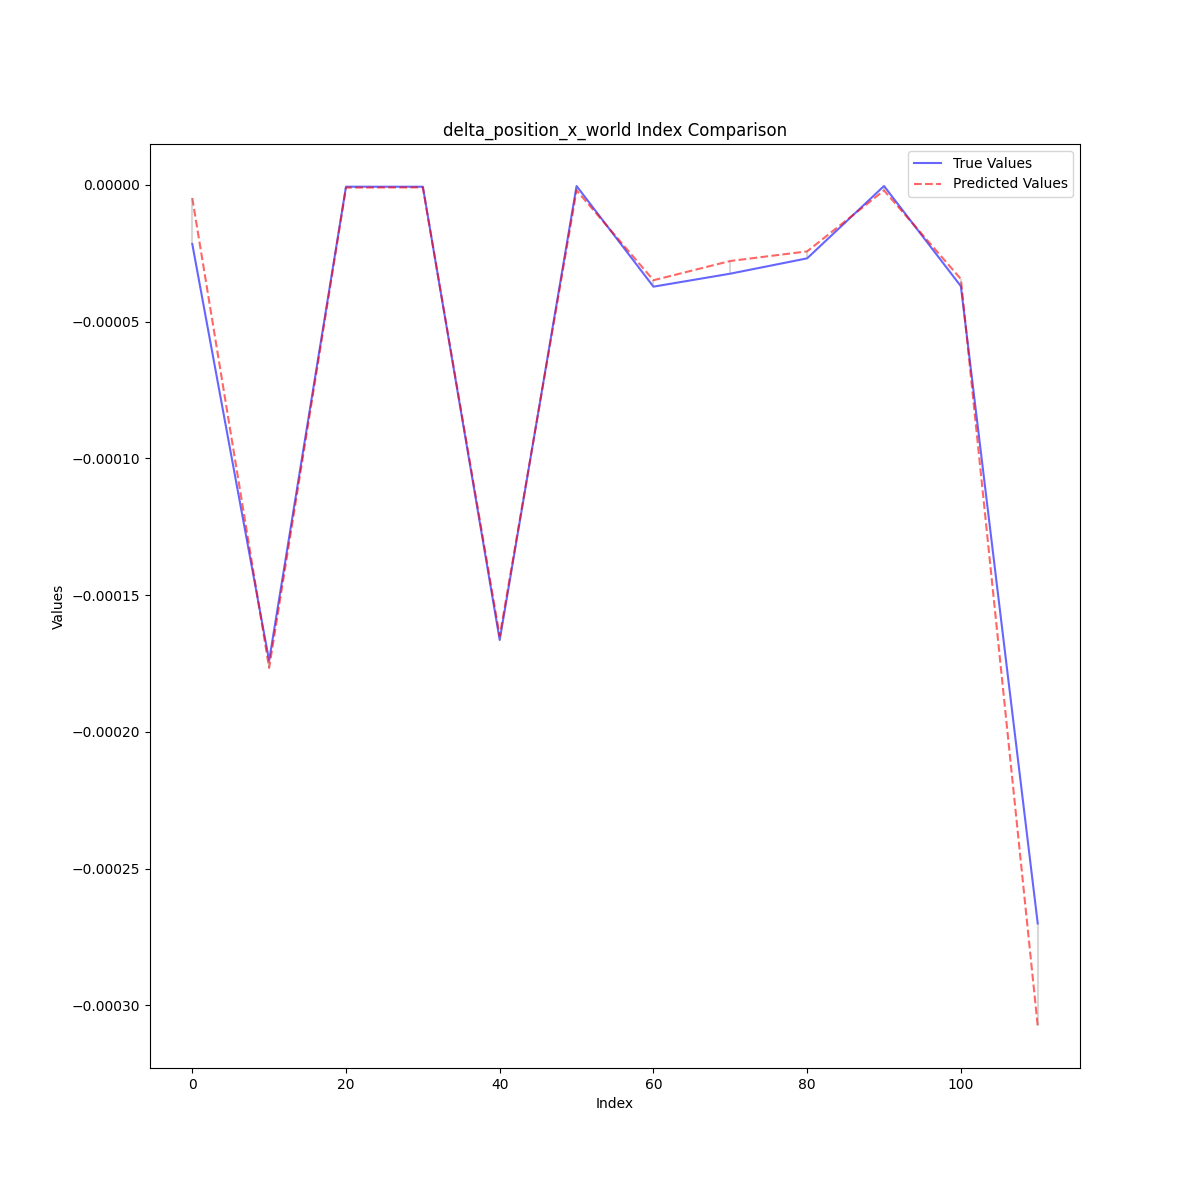 delta_position_x_world Index Comparison
True Values
Predicted Values
0.00000
−0.00005
−0.00010
−0.00015
−0.00020
−0.00025
−0.00030
Values
0 20 40 60 80 100
Index